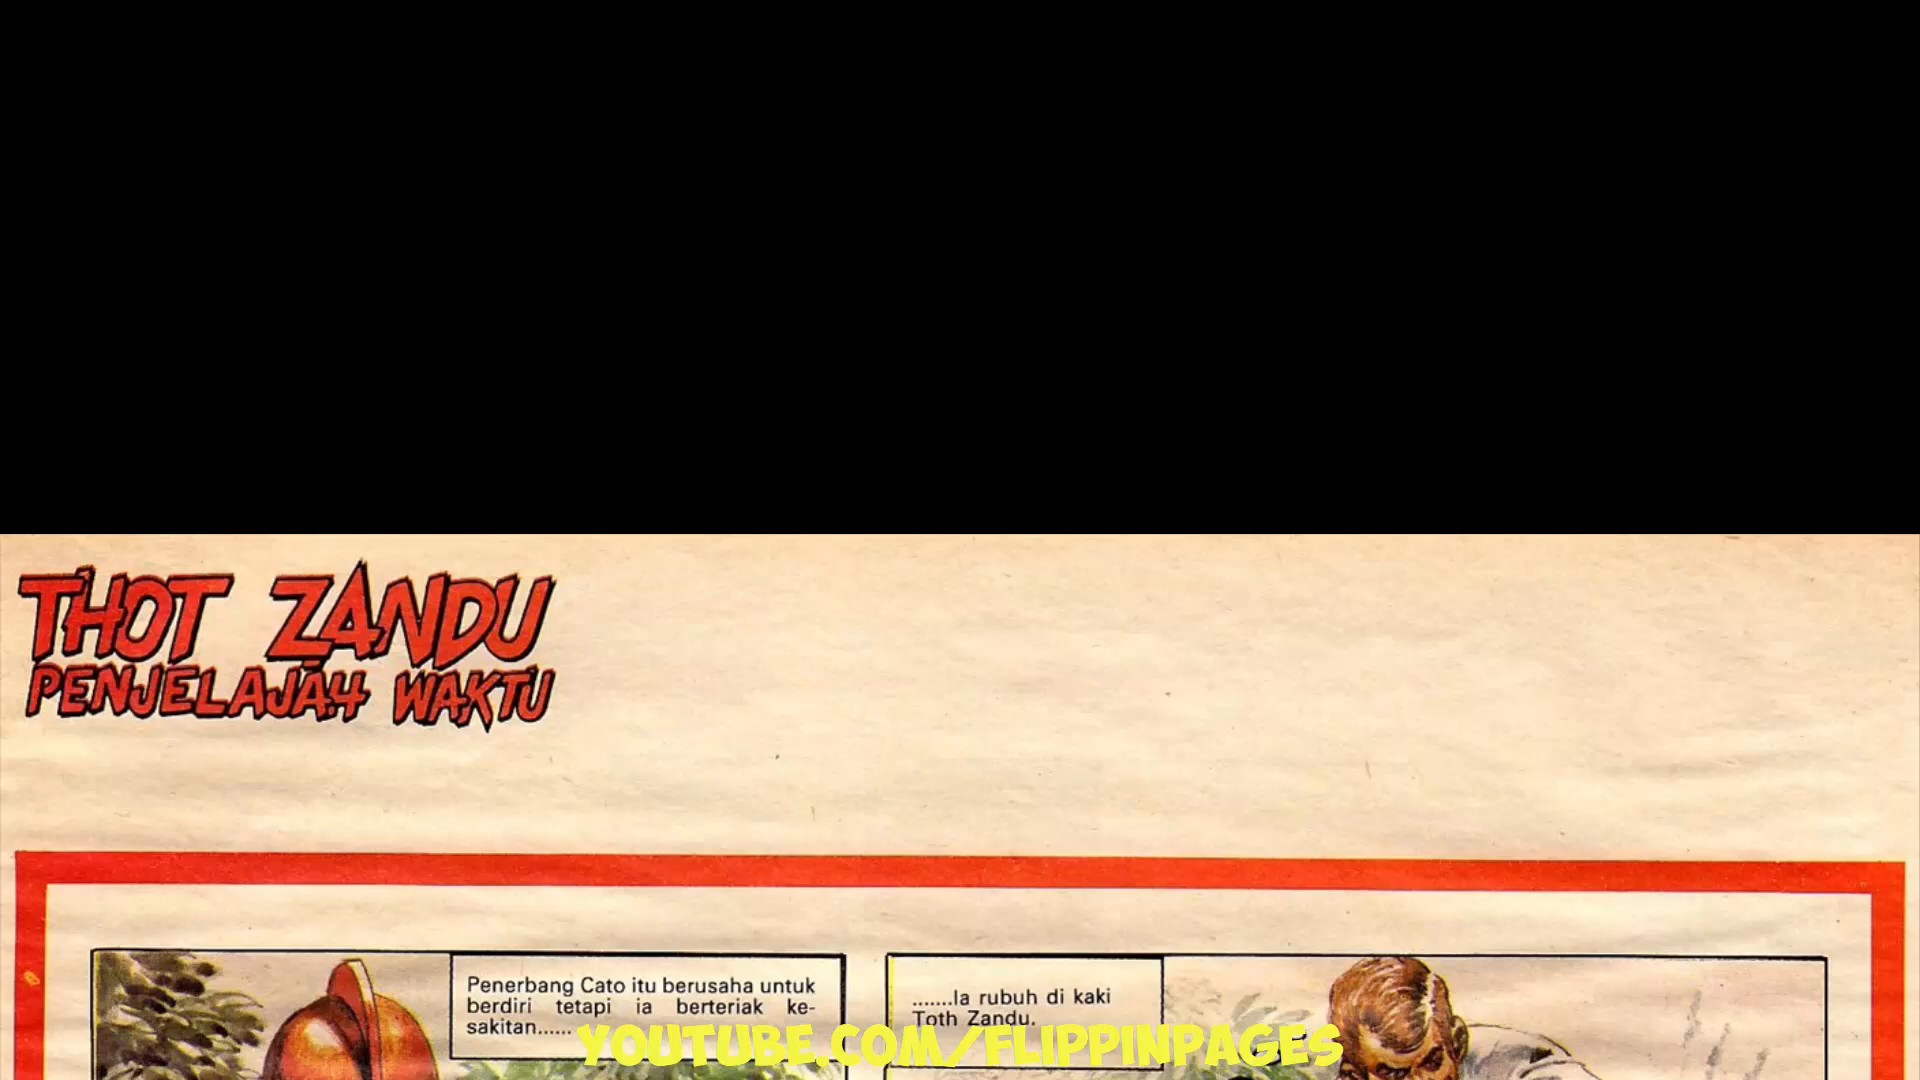 THOT ZANDU
PENJELAJAH WAKTU
Penerbang Cato itu berusaha untuk
berdiri tetapi ia berteriak ke-
sakitan......
.......Ia rubuh di kaki
Toth Zandu.
YOUTUBE.COM/FLIPPINPAGES